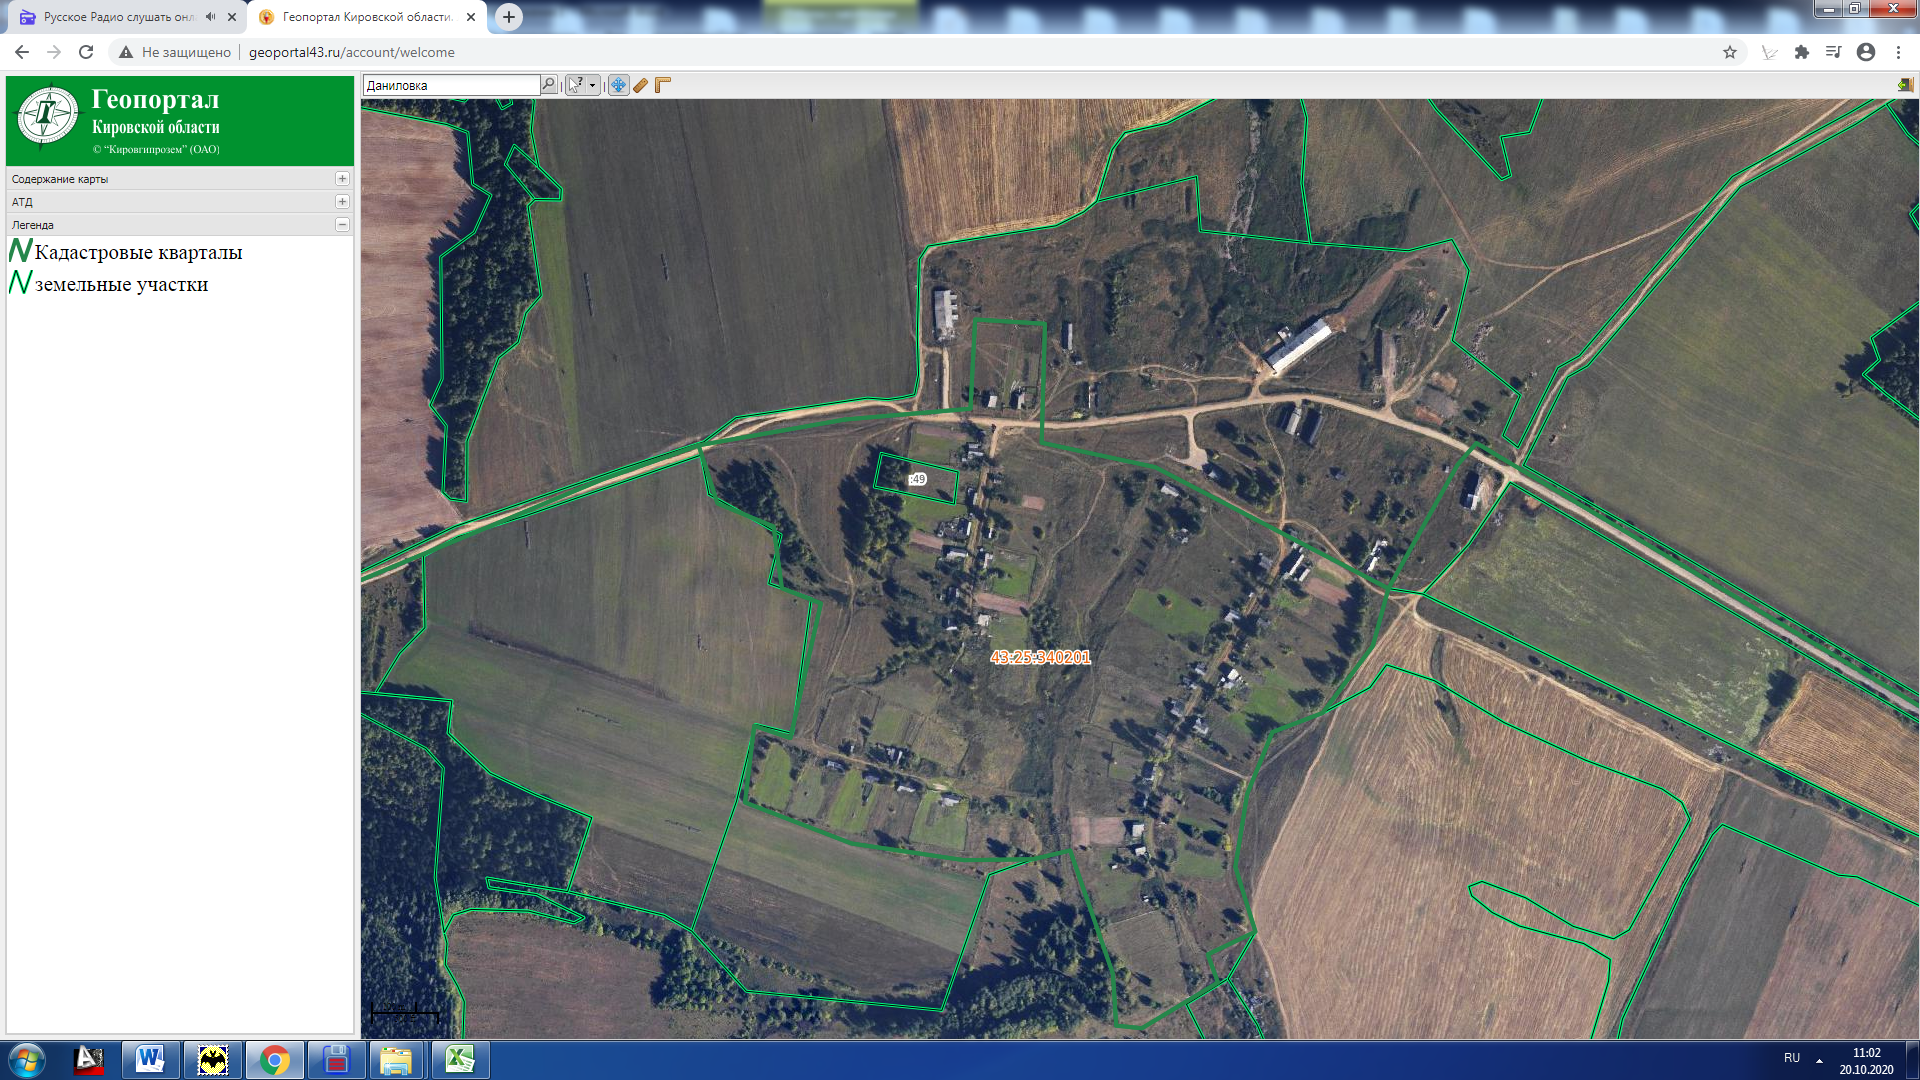 Русское Радио слушать онл
Геопортал Кировской области.
Не защищено
geoportal43.ru/account/welcome
Г
Геопортал
Кировской области
© "Кировгипрозем" (ОАО)
Даниловка
Содержание карты
АТД
Легенда
Кадастровые кварталы
земельные участки
:49
43:25:340201
RU
11:02
20.10.2020